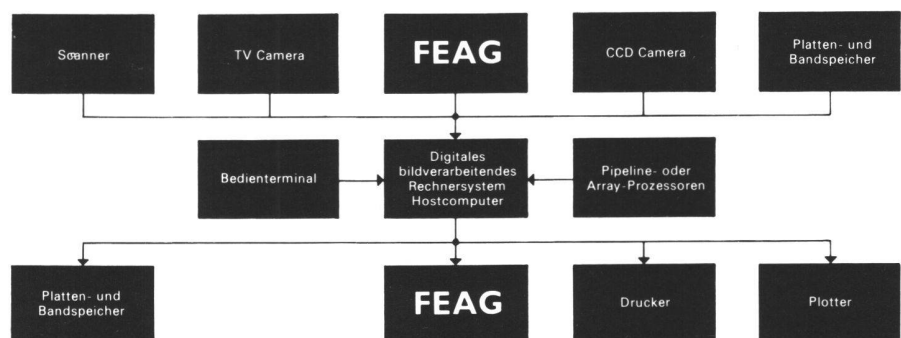 Scanner
TV Camera
FEAG
CCD Camera
Platten- und
Bandspeicher
Bedienterminal
Digitales
bildverarbeitendes
Rechnersystem
Hostcomputer
Pipeline- oder
Array-Prozessoren
Platten- und
Bandspeicher
FEAG
Drucker
Plotter